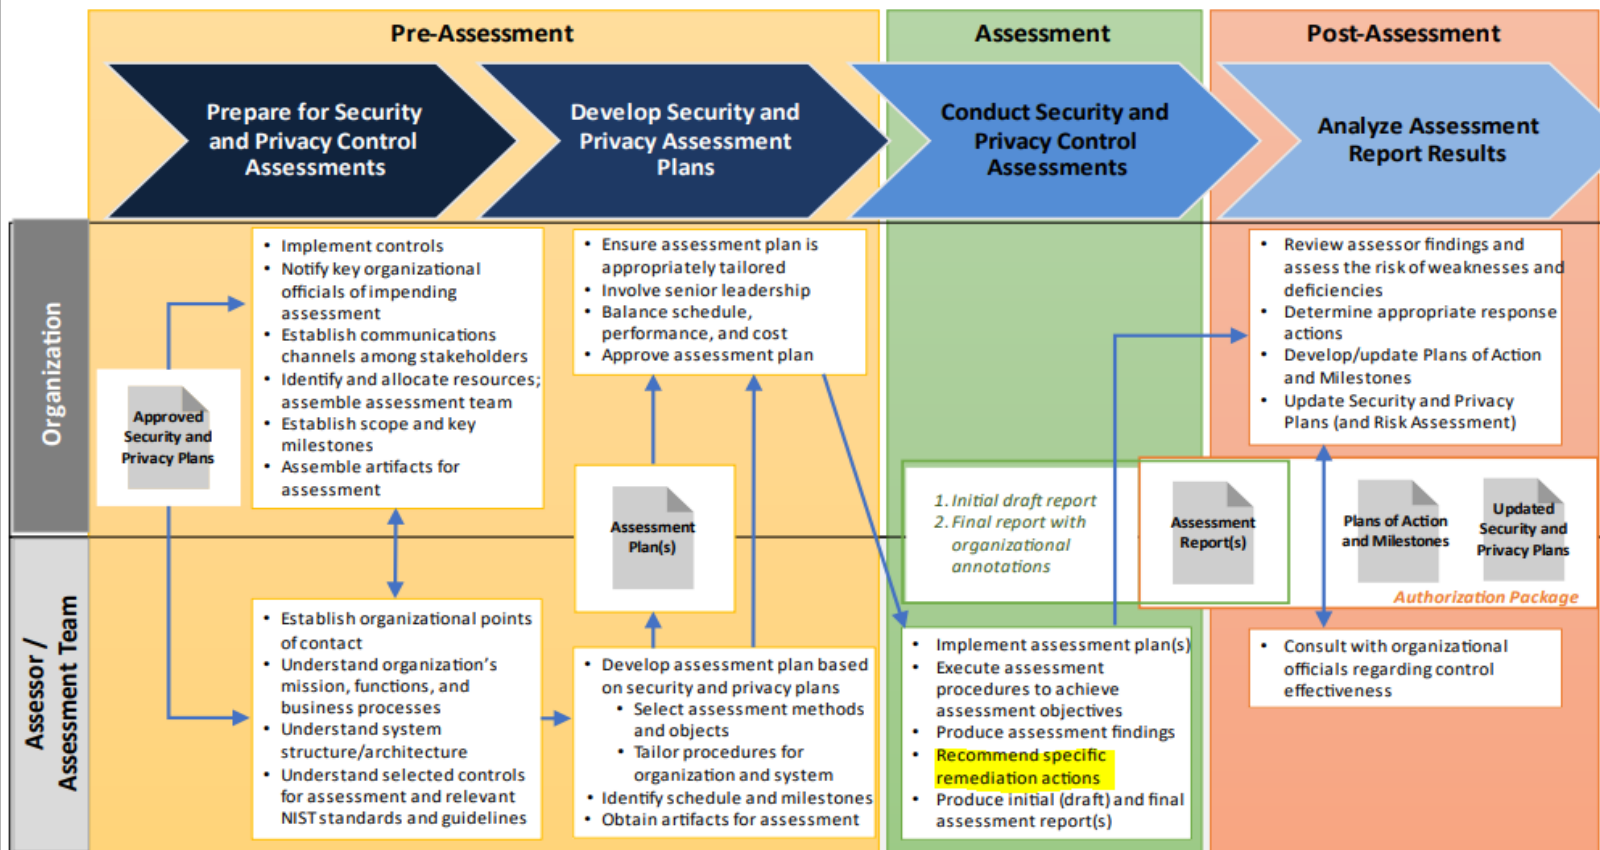 Pre-Assessment
Assessment
Post-Assessment
Prepare for Security
and Privacy Control
Assessments
Develop Security and
Privacy Assessment
Plans
Conduct Security and
Privacy Control
Assessments
Analyze Assessment
Report Results
Organization
Approved
Security and
Privacy Plans
• Implement controls
• Notify key organizational
officials of impending
assessment
• Establish communications
channels among stakeholders
• Identify and allocate resources;
assemble assessment team
• Establish scope and key
milestones
• Assemble artifacts for
assessment
• Ensure assessment plan is
appropriately tailored
• Involve senior leadership
• Balance schedule,
performance, and cost
• Approve assessment plan
Assessment
Plan(s)
1. Initial draft report
2. Final report with
organizational
annotations
Assessment
Report(s)
• Review assessor findings and
assess the risk of weaknesses and
deficiencies
• Determine appropriate response
actions
• Develop/update Plans of Action
and Milestones
• Update Security and Privacy
Plans (and Risk Assessment)
Plans of Action
and Milestones
Updated
Security and
Privacy Plans
Authorization Package
Assessor /
Assessment Team
• Establish organizational points
of contact
• Understand organization's
mission, functions, and
business processes
• Understand system
structure/architecture
• Understand selected controls
for assessment and relevant
NIST standards and guidelines
• Develop assessment plan based
on security and privacy plans
• Select assessment methods
and objects
• Tailor procedures for
organization and system
• Identify schedule and milestones
• Obtain artifacts for assessment
• Implement assessment plan(s)
• Execute assessment
procedures to achieve
assessment objectives
• Produce assessment findings
• Recommend specific
remediation actions
• Produce initial (draft) and final
assessment report(s)
• Consult with organizational
officials regarding control
effectiveness